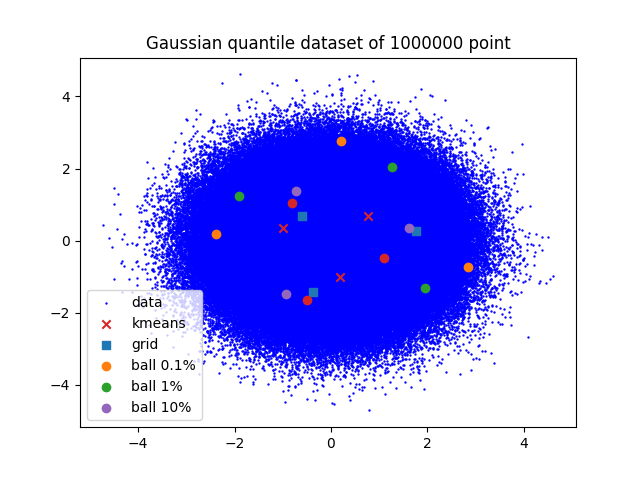 Gaussian quantile dataset of 1000000 point
4
2
0
−2
−4
data
kmeans
grid
ball 0.1%
ball 1%
ball 10%
−4
−2
0
2
4